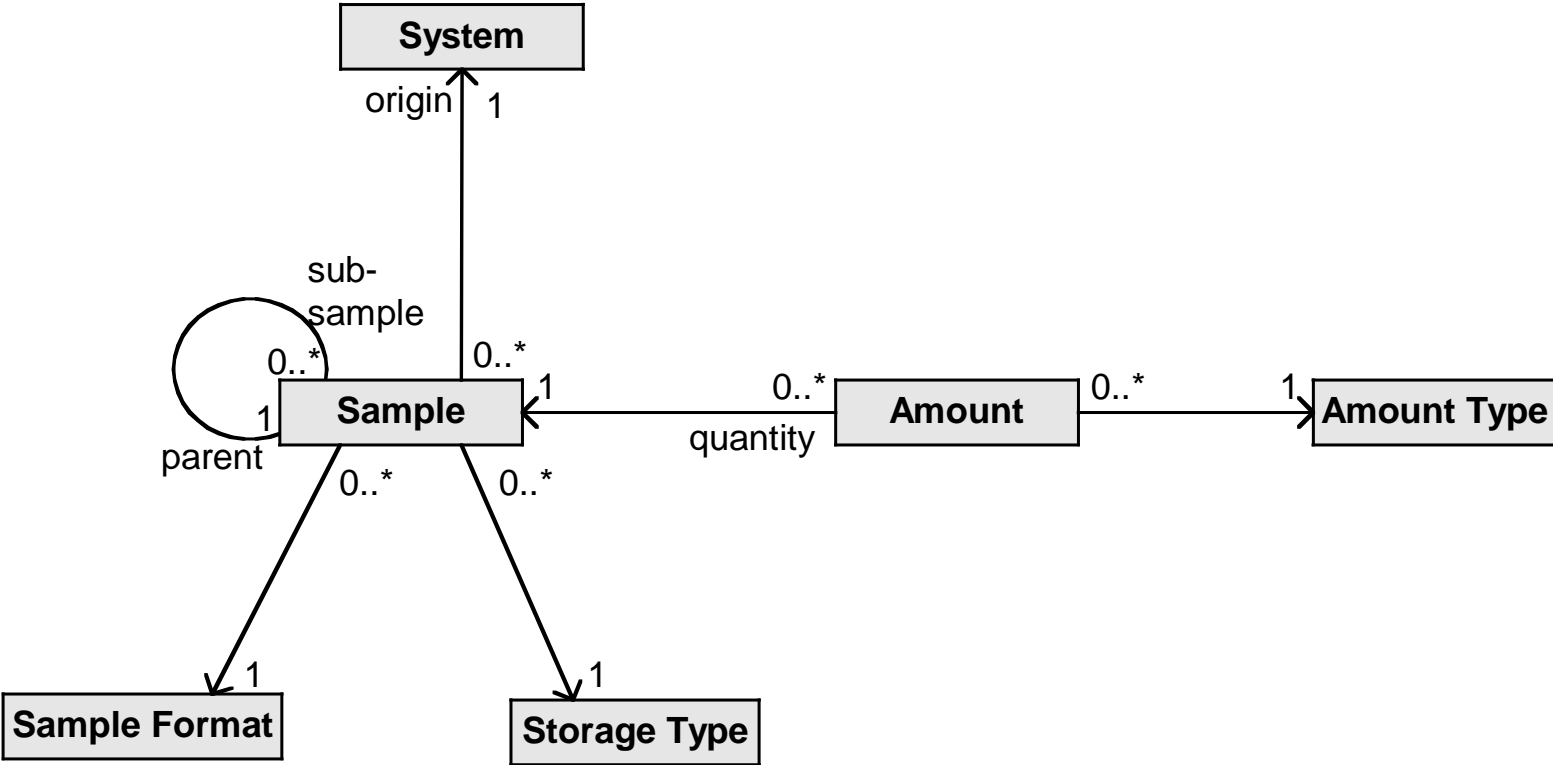 System
origin
1
sub-
sample
0..*
0..*
1
Sample
1
0..*
Amount
0..*
1
Amount Type
quantity
parent
0..*
0..*
1
1
Sample Format
Storage Type